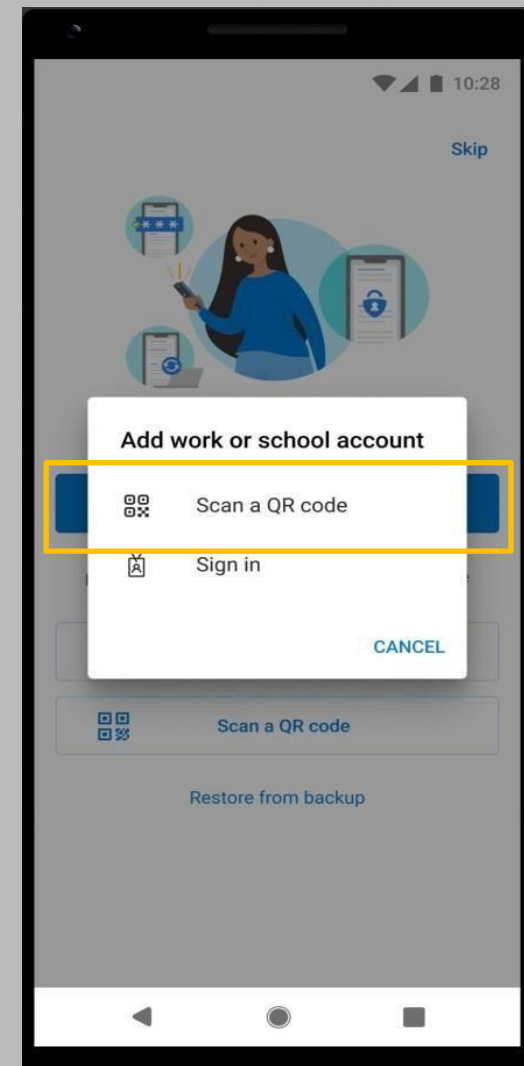 10:28
Skip
***
Add work or school account
Scan a QR code
Sign in
CANCEL
Scan a QR code
Restore from backup